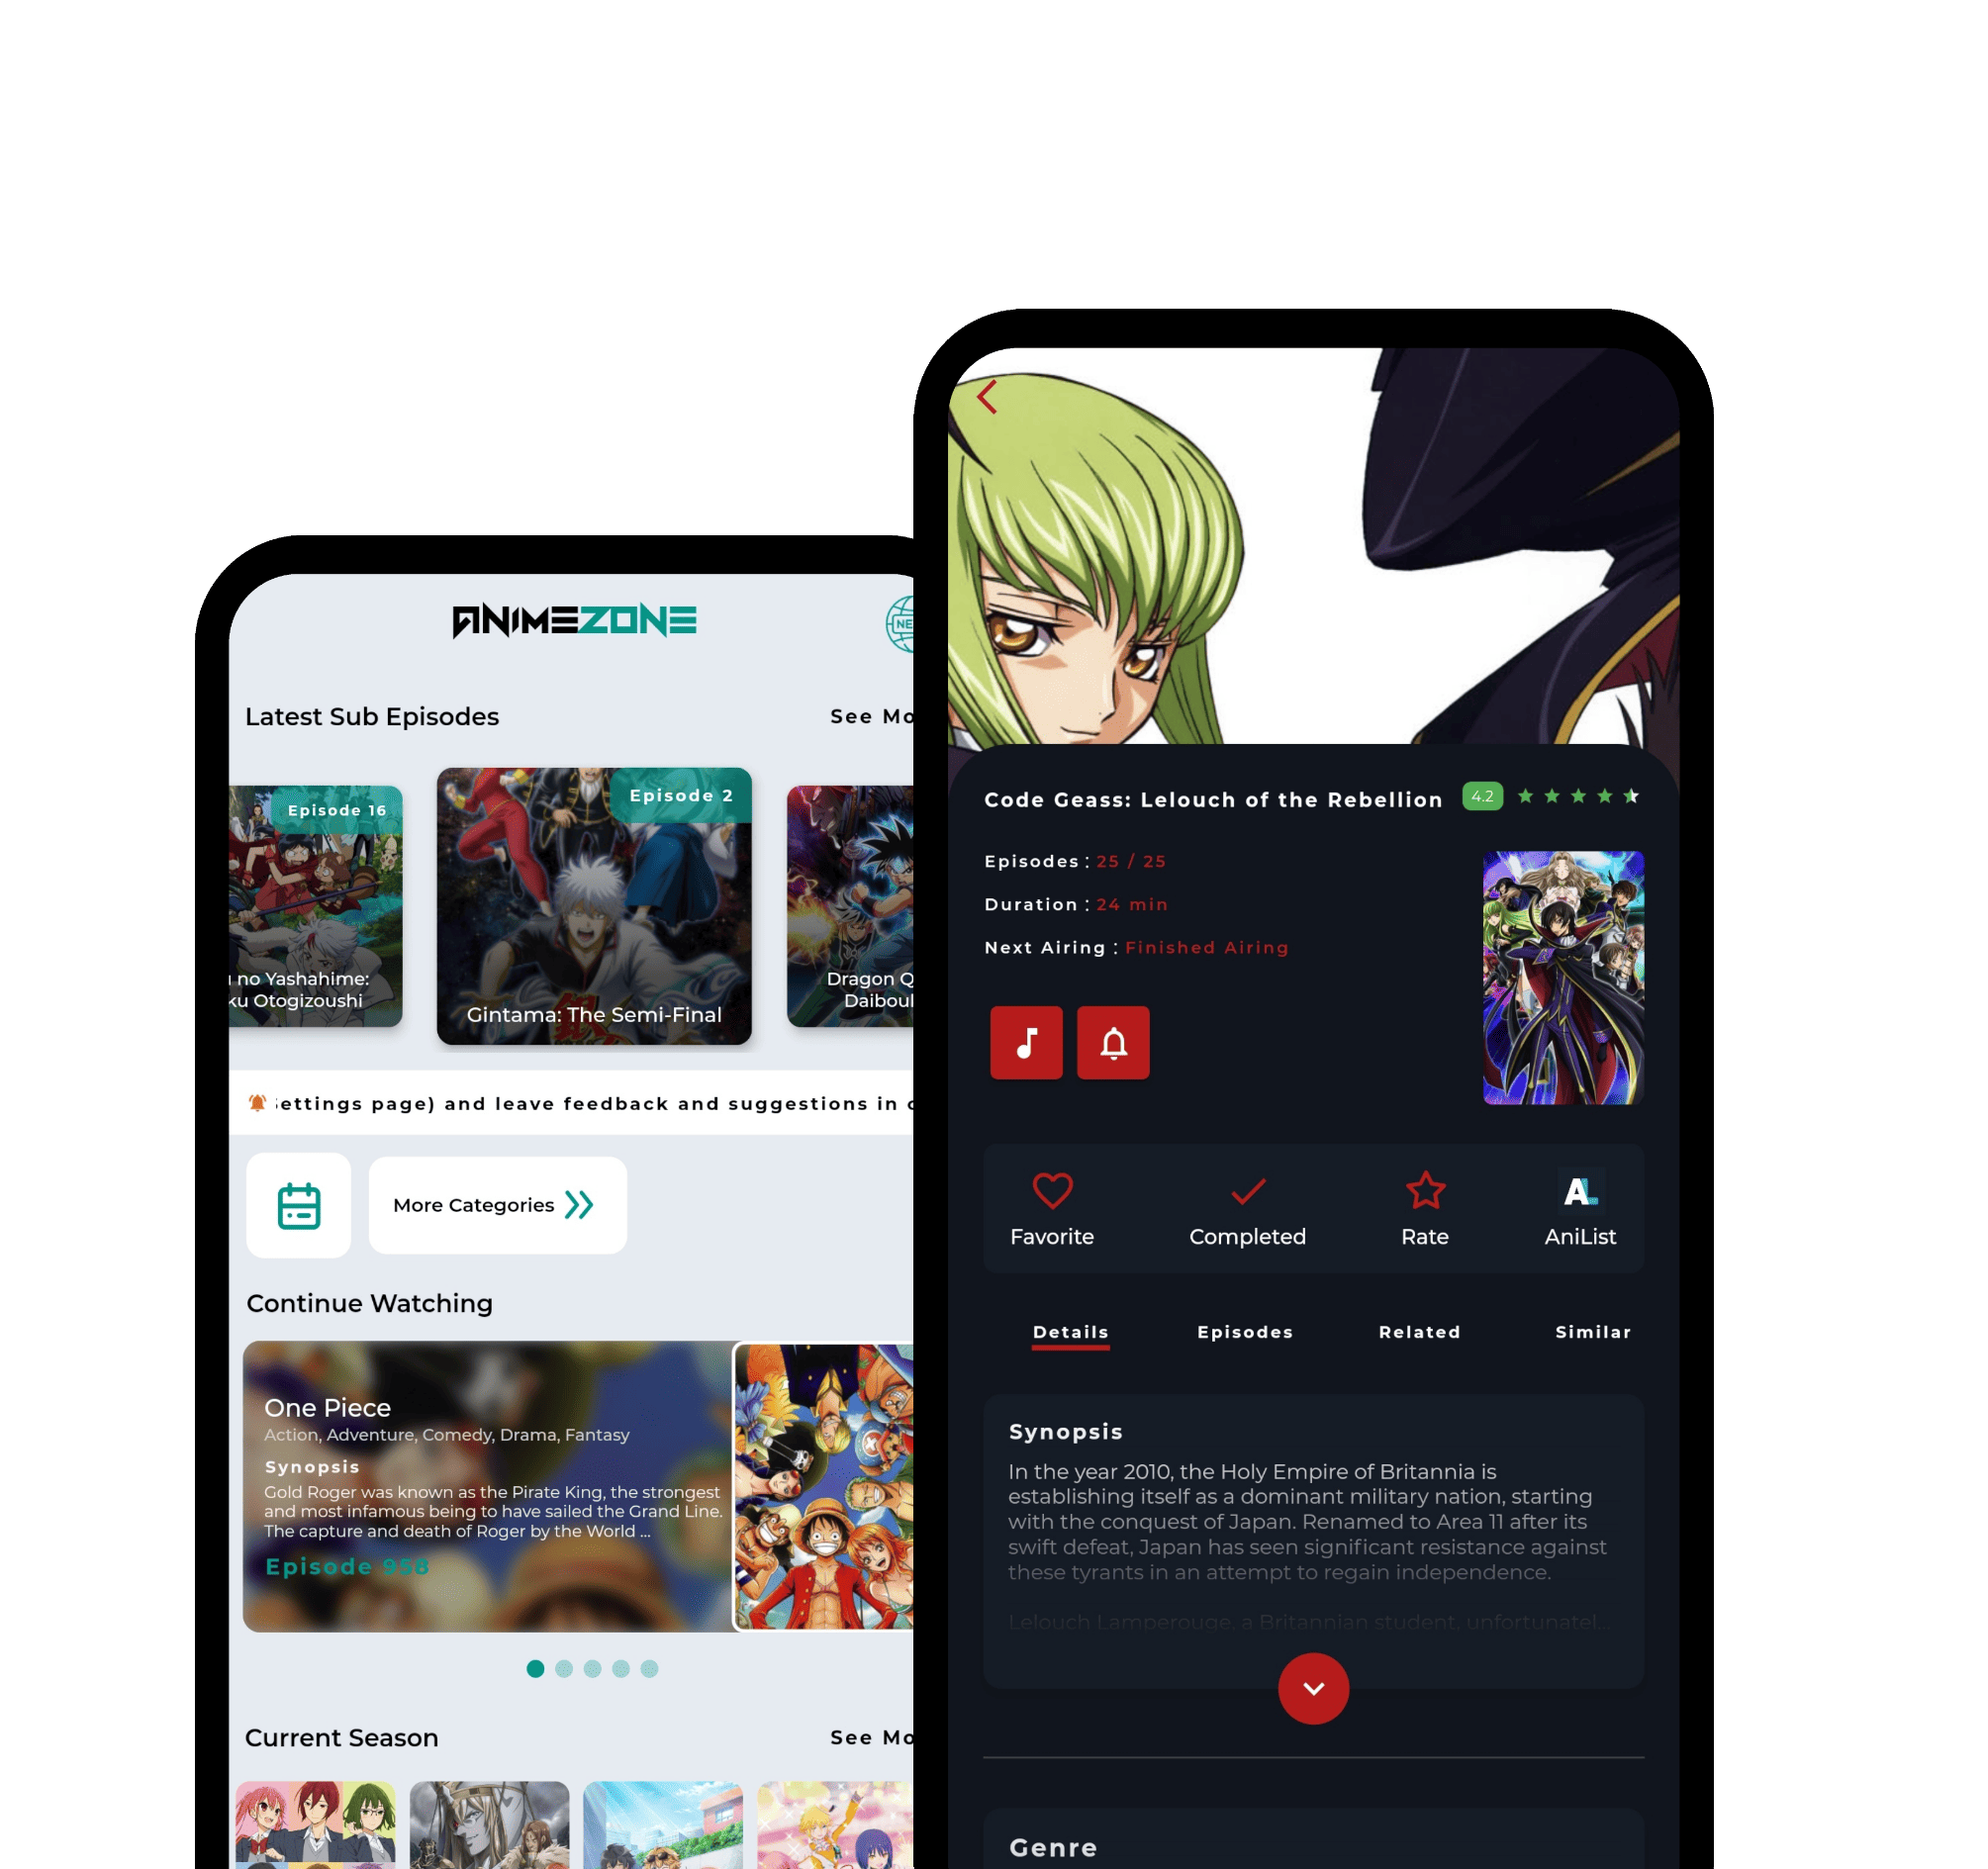 ANIMEZONE
Latest Sub Episodes
See Mo
Episode 16
no Yashahime:
ku Otogizoushi
Episode 2
Gintama: The Semi-Final
Dragon Q
Daibou
ettings page) and leave feedback and suggestions in
More Categories
Continue Watching
One Piece
Action, Adventure, Comedy, Drama, Fantasy
Synopsis
Gold Roger was known as the Pirate King, the strongest
and most infamous being to have sailed the Grand Line.
The capture and death of Roger by the World ...
Episode 958
Current Season
See Mo
Code Geass: Lelouch of the Rebellion 4.2
Episodes : 25 / 25
Duration : 24 min
Next Airing : Finished Airing
Favorite
Completed
Rate
AL
AniList
Details
Episodes
Related
Similar
Synopsis
In the year 2010, the Holy Empire of Britannia is
establishing itself as a dominant military nation, starting
with the conquest of Japan. Renamed to Area 11 after its
swift defeat, Japan has seen significant resistance against
these tyrants in an attempt to regain independence.
Lelouch Lamperouge, a Britannian student, unfortunatel...
Genre